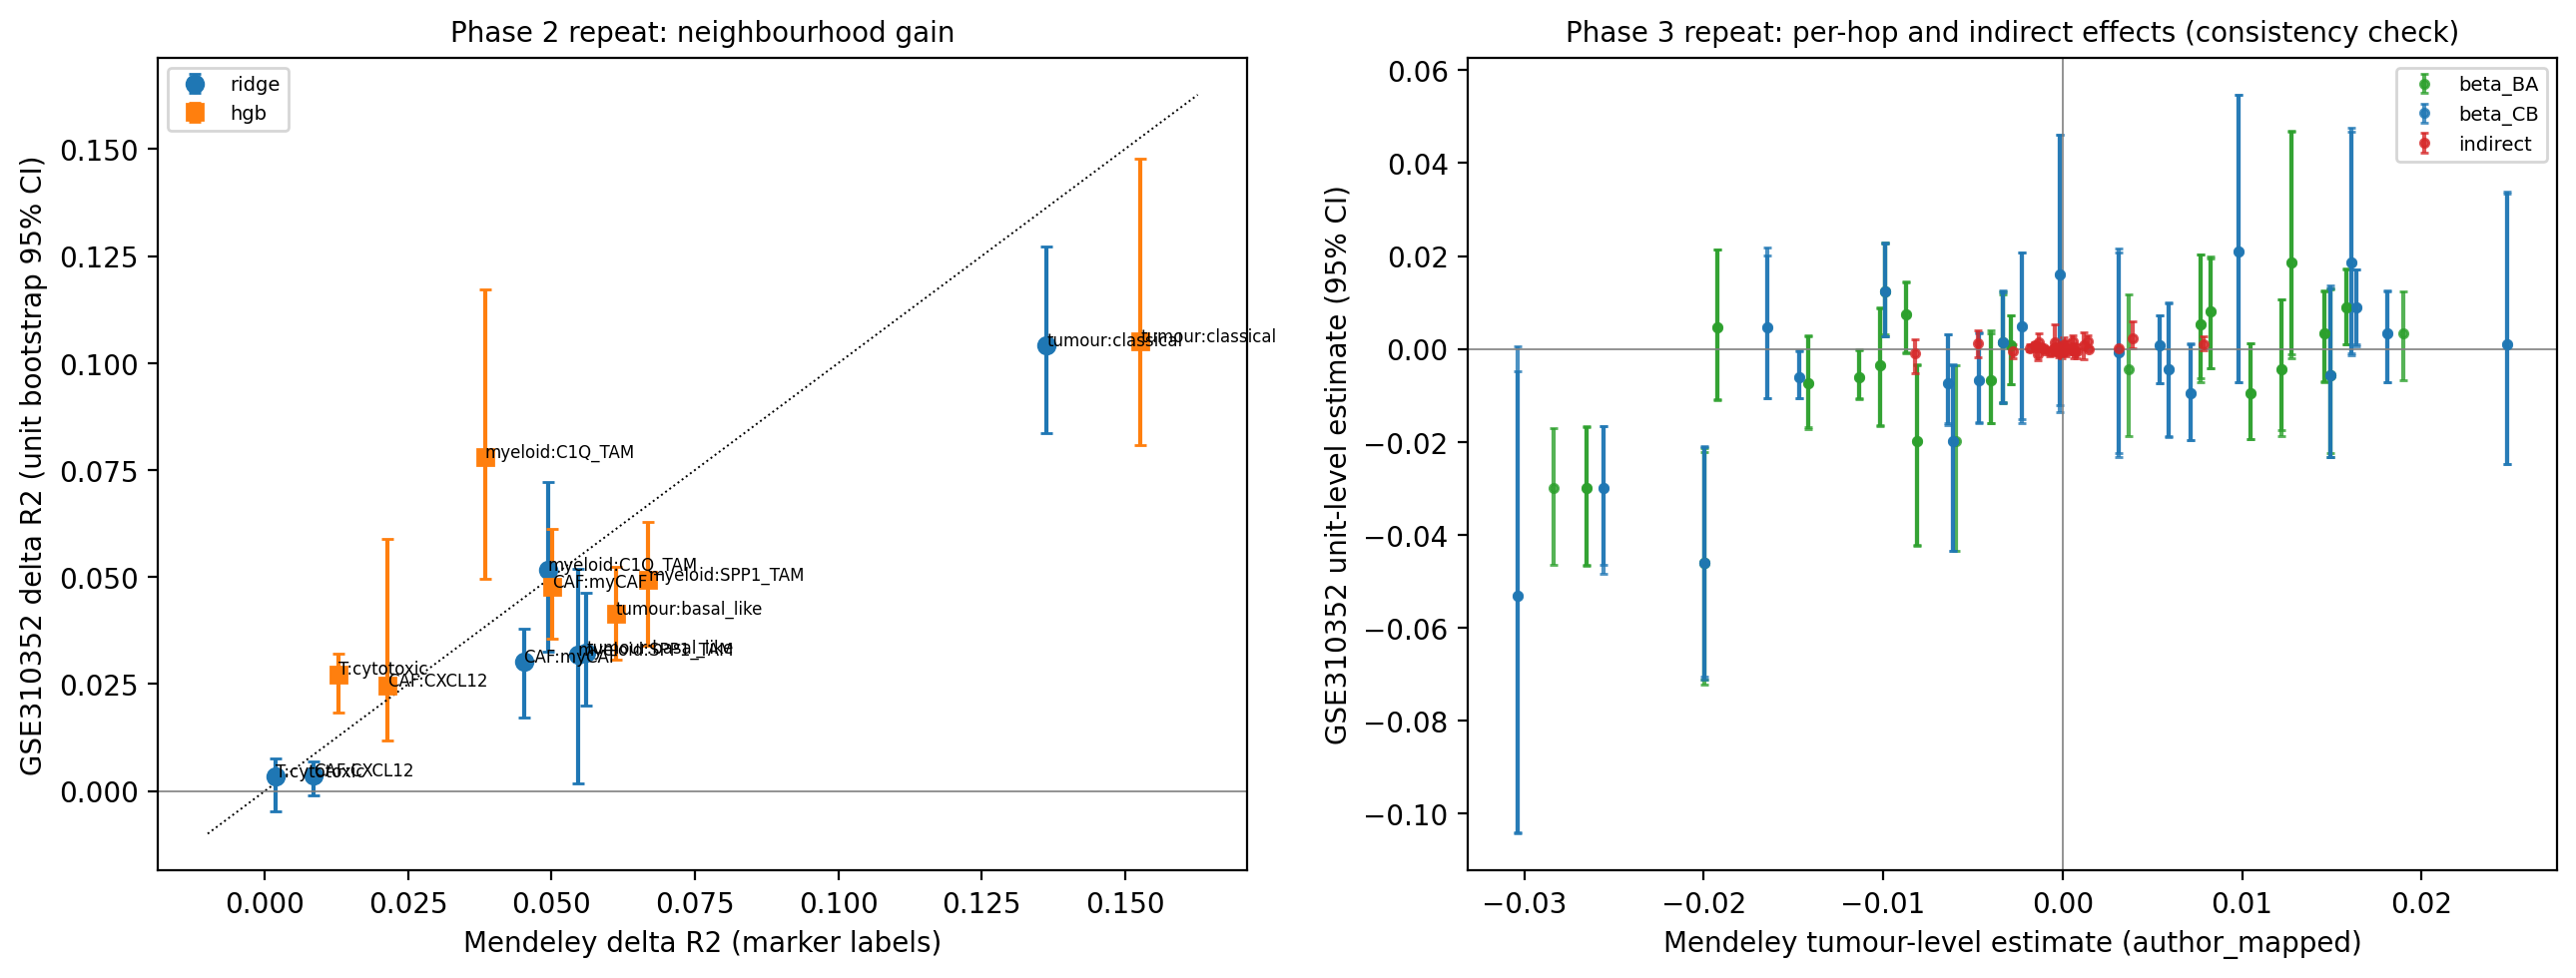 Phase 2 repeat: neighbourhood gain
ridge
hgb
0.150
0.125
0.100
0.075
0.050
0.025
0.000
GSE310352 delta R2 (unit bootstrap 95% CI)
tumour:classical
tumour:classical
myeloid:C1Q_TAM
myeloid:C1Q_TAM
CAF:myCAF
myeloid:SPP1_TAM
tumour:basal_like
tumour:basal_like
myeloid:SPP1_TAM
CAF:myCAF
T:cytotoxic
CAF:CXCL12
T:cytotoxic
CAF:CXCL12
0.000 0.025 0.050 0.075 0.100 0.125 0.150
Mendeley delta R2 (marker labels)
Phase 3 repeat: per-hop and indirect effects (consistency check)
beta_BA
beta_CB
indirect
0.06
0.04
0.02
0.00
−0.02
−0.04
−0.06
−0.08
−0.10
GSE310352 unit-level estimate (95% CI)
−0.03 −0.02 −0.01 0.00 0.01 0.02
Mendeley tumour-level estimate (author_mapped)